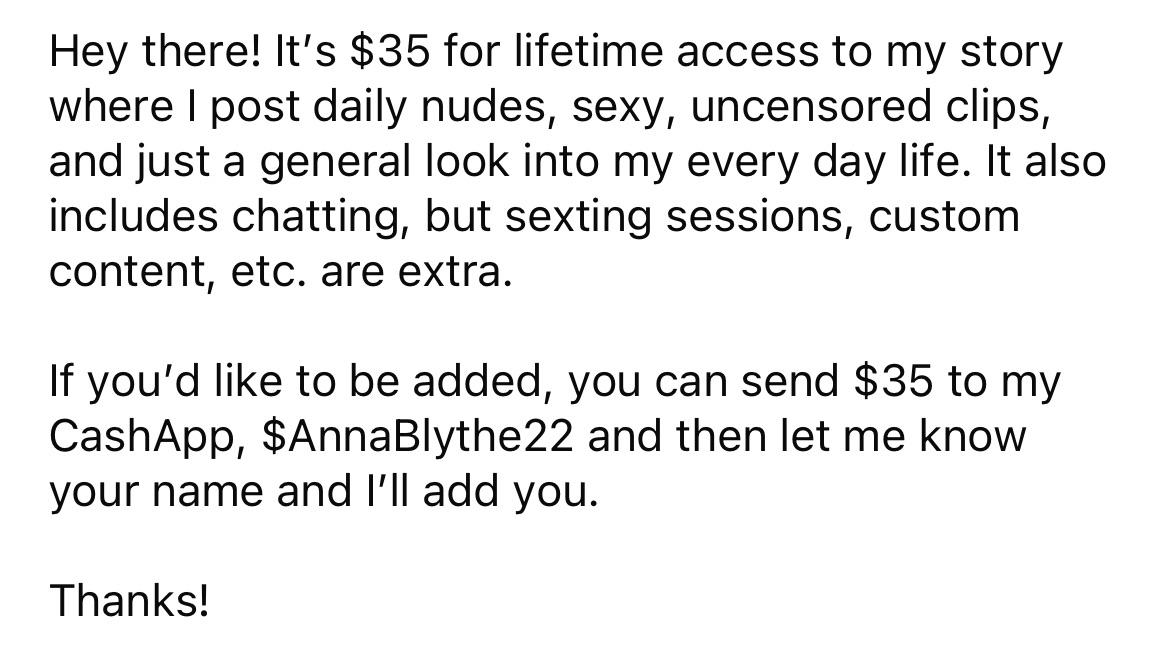 Hey there! It’s $35 for lifetime access to my story
where I post daily nudes, sexy, uncensored clips,
and just a general look into my every day life. It also
includes chatting, but sexting sessions, custom
content, etc. are extra.
If you’d like to be added, you can send $35 to my
CashApp, $AnnaBlythe22 and then let me know
your name and I’ll add you.
Thanks!